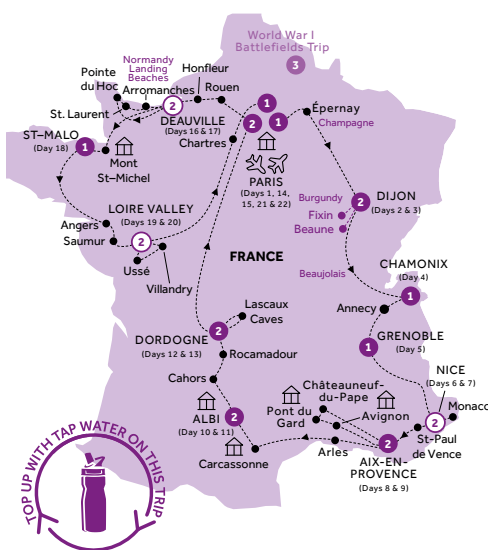 World War I
Battlefields Trip
3
Normandy
Landing
Beaches
Honfleur
Pointe
du Hoc
Arromanches
Rouen
St. Laurent
2
DEAUVILLE
(Days 16 & 17)
1
2
1
Épernay
Champagne
ST–MALO
(Day 18)
1
Mont
St–Michel
Chartres
PARIS
(Days 1, 14,
15, 21 & 22)
LOIRE VALLEY
(Days 19 & 20)
2
Angers
Saumur
Ussé
Villandry
Burgundy
Fixin
Beaune
2
DIJON
(Days 2 & 3)
FRANCE
Beaujolais
CHAMONIX
(Day 4)
1
Annecy
GRENOBLE
(Day 5)
1
Lascaux
Caves
2
DORDOGNE
(Days 12 & 13)
Rocamadour
Cahors
NICE
(Days 6 & 7)
2
Monaco
St–Paul
de Vence
Châteauneuf-
du-Pape
Pont du
Gard
Avignon
ALBI
(Day 10 & 11)
2
Carcassonne
Arles
2
AIX-EN-
PROVENCE
(Days 8 & 9)
TOP UP WITH TAP WATER ON THIS TRIP